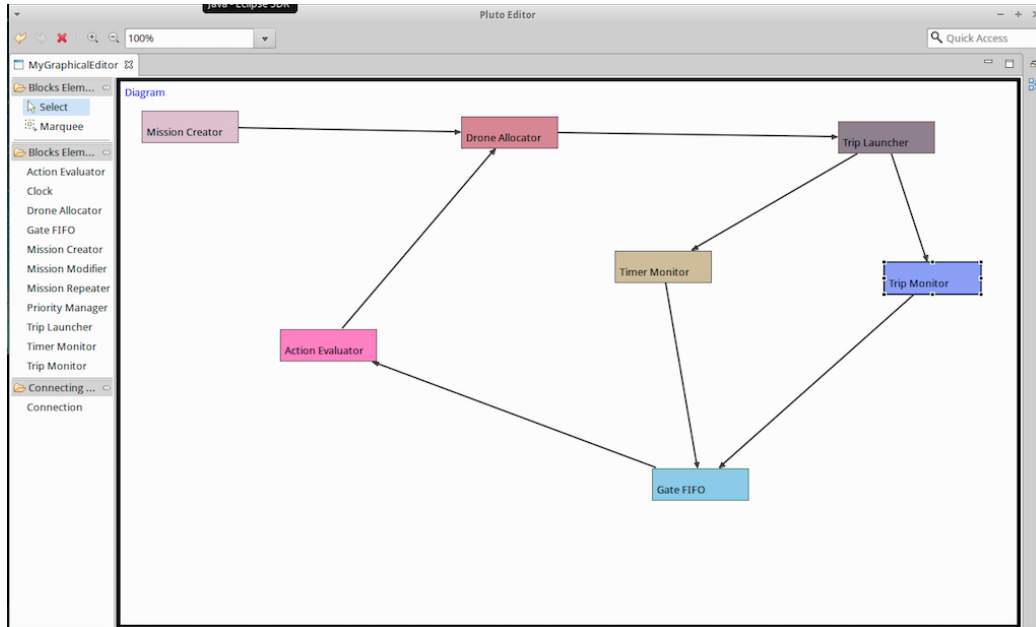 Java - Eclipse SDK
Pluto Editor
100%
Quick Access
MyGraphicalEditor
Blocks Elem...
Select
Marquee
Blocks Elem...
Action Evaluator
Clock
Drone Allocator
Gate FIFO
Mission Creator
Mission Modifier
Mission Repeater
Priority Manager
Trip Launcher
Timer Monitor
Trip Monitor
Connecting ...
Connection
Diagram
Mission Creator
Drone Allocator
Trip Launcher
Timer Monitor
Trip Monitor
Action Evaluator
Gate FIFO